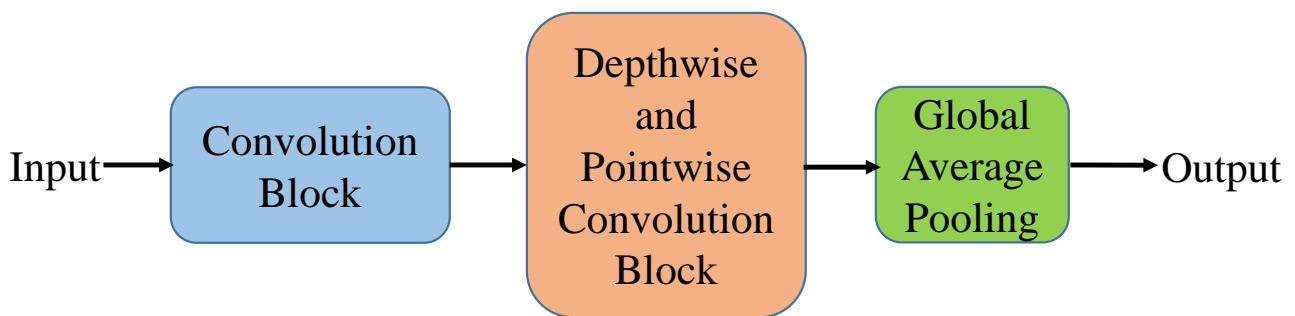 Input
Convolution
Block
Depthwise
and
Pointwise
Convolution
Block
Global
Average
Pooling
Output